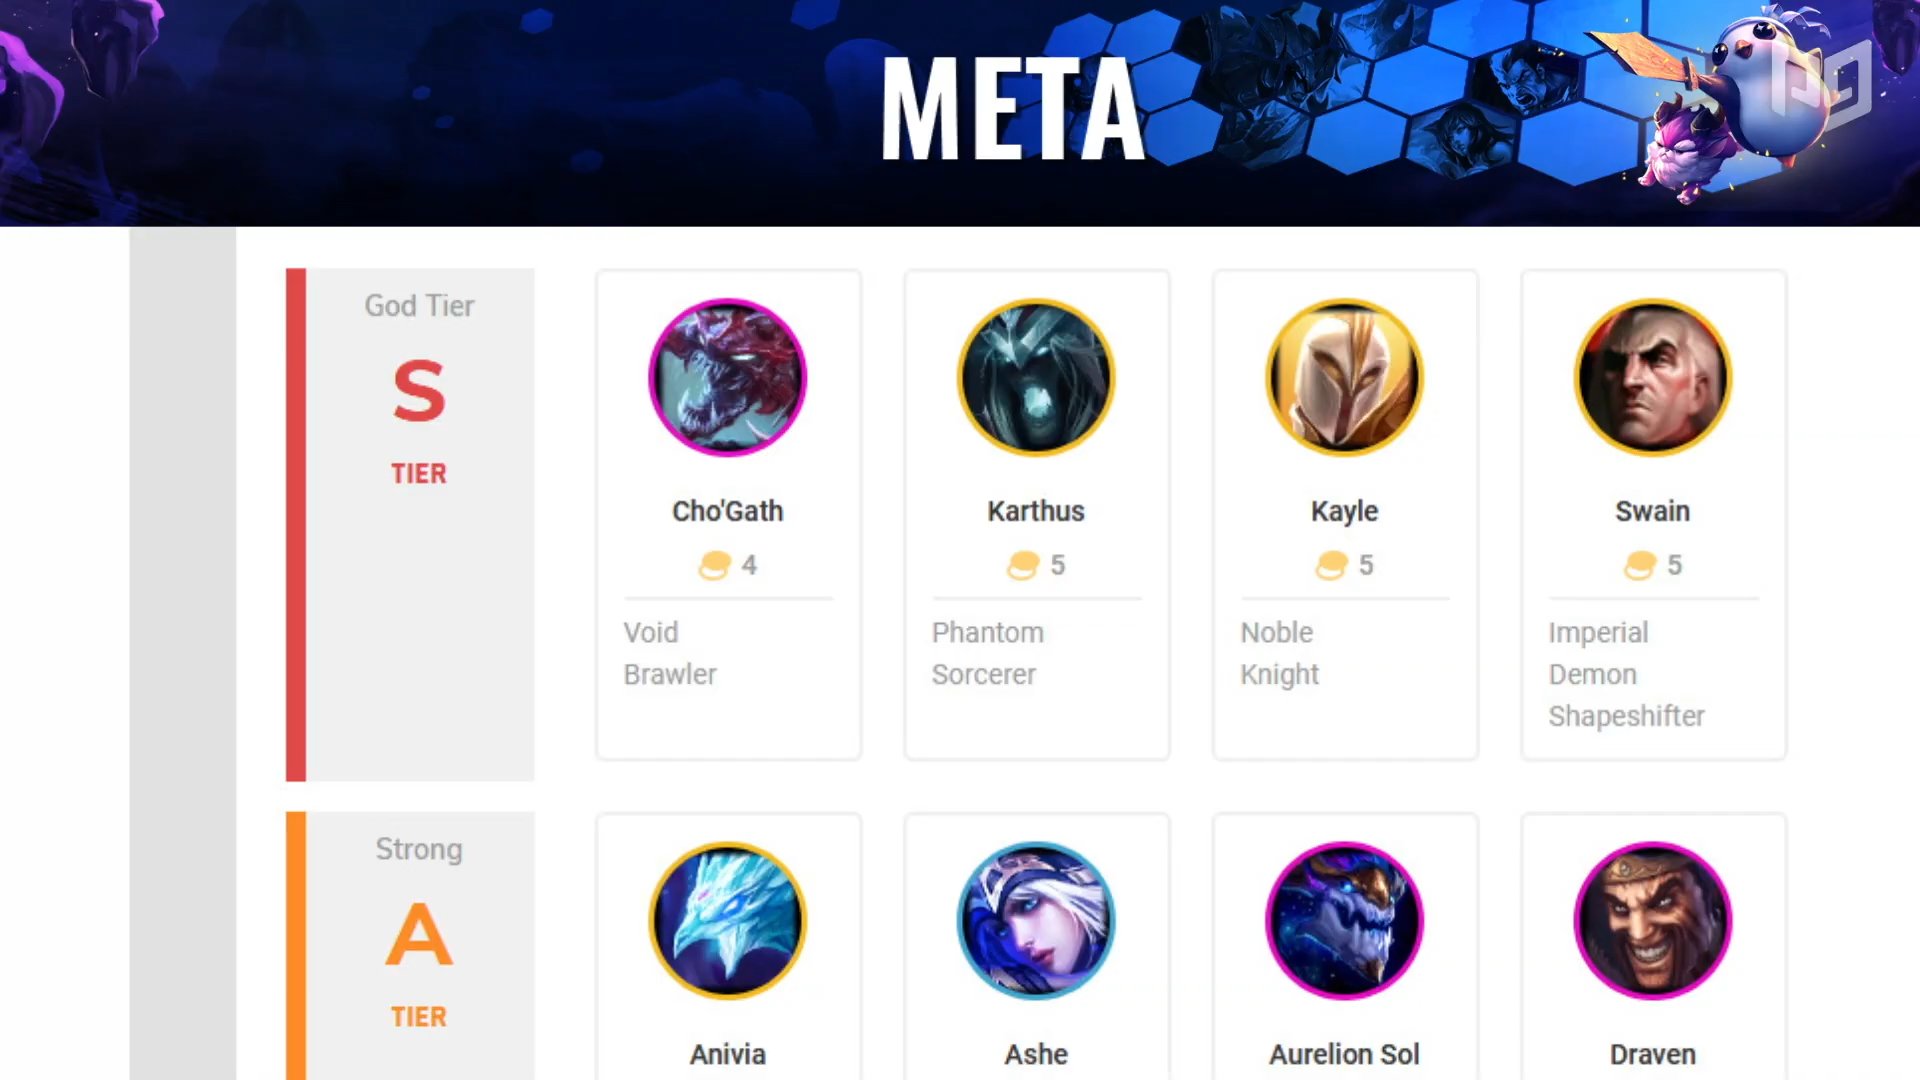 META
God Tier
S
TIER
Cho'Gath
4
Void
Brawler
Karthus
5
Phantom
Sorcerer
Kayle
5
Noble
Knight
Swain
5
Imperial
Demon
Shapeshifter
Strong
A
TIER
Anivia
Ashe
Aurelion Sol
Draven